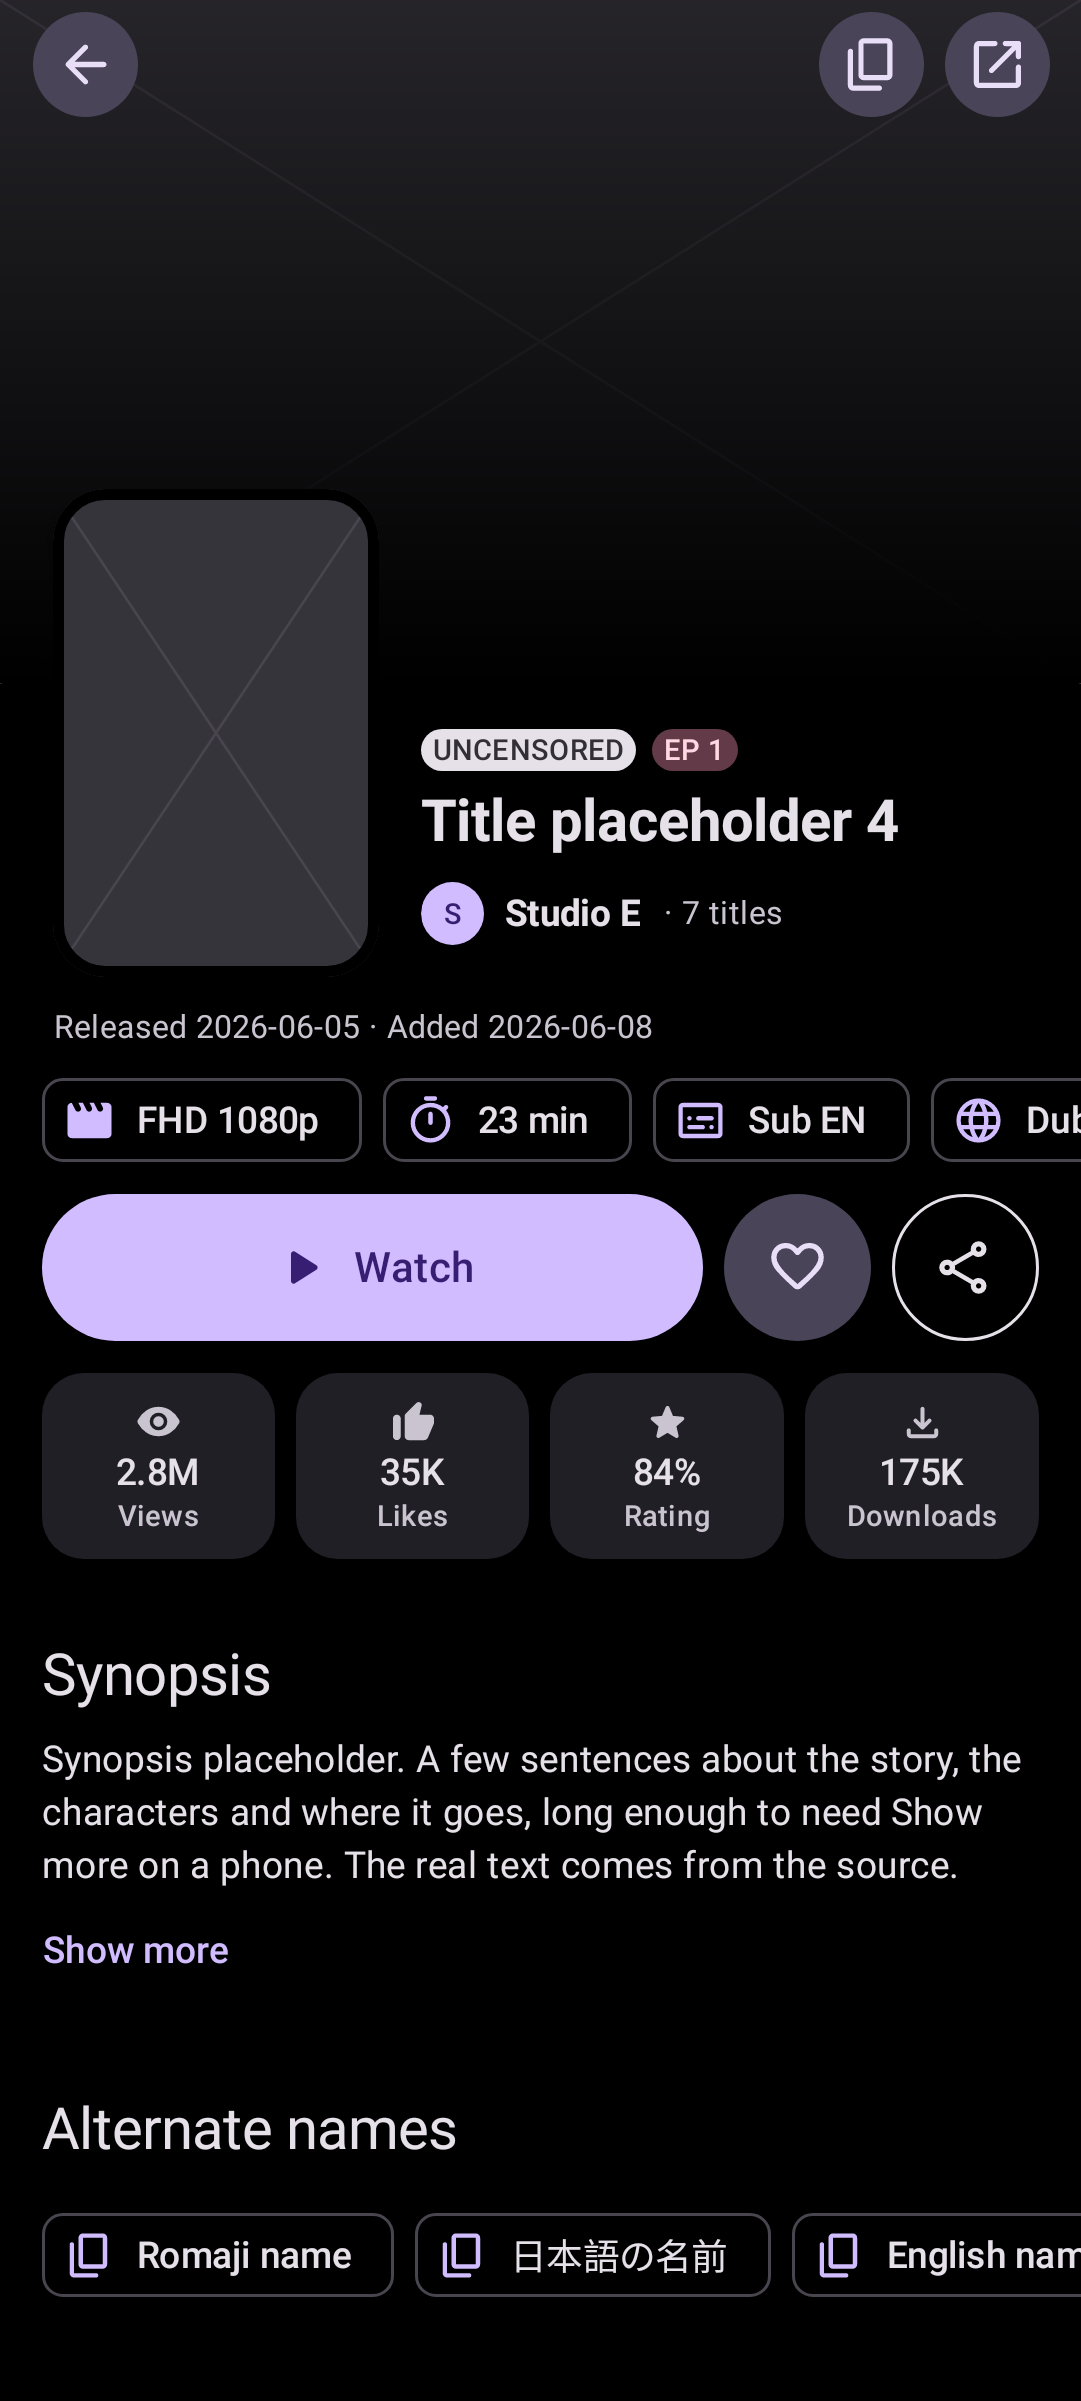 UNCENSORED EP 1
Title placeholder 4
S Studio E · 7 titles
Released 2026-06-05 · Added 2026-06-08
FHD 1080p 23 min Sub EN Dub
Watch
2.8M 35K 84% 175K
Views Likes Rating Downloads
Synopsis
Synopsis placeholder. A few sentences about the story, the
characters and where it goes, long enough to need Show
more on a phone. The real text comes from the source.
Show more
Alternate names
Romaji name 日本語の名前 English nam